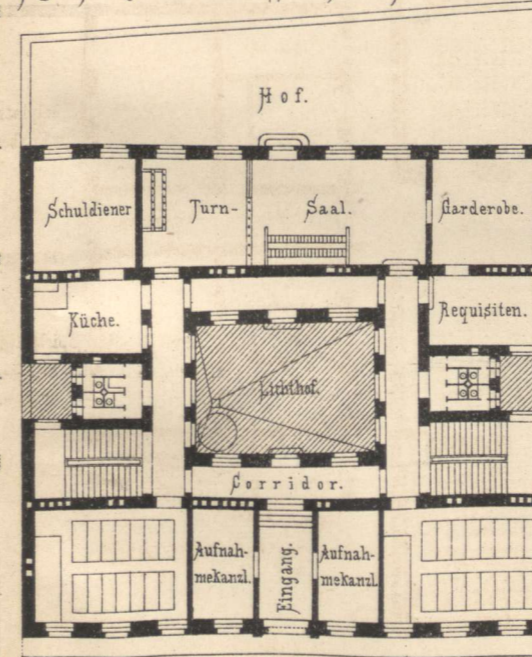 Hof.
Schuldiener
Turn-
Saal.
Garderobe.
Küche.
Requisiten.
Lichthof.
Corridor.
Aufnah-
mekanzl.
Eingang.
Aufnah-
mekanzl.